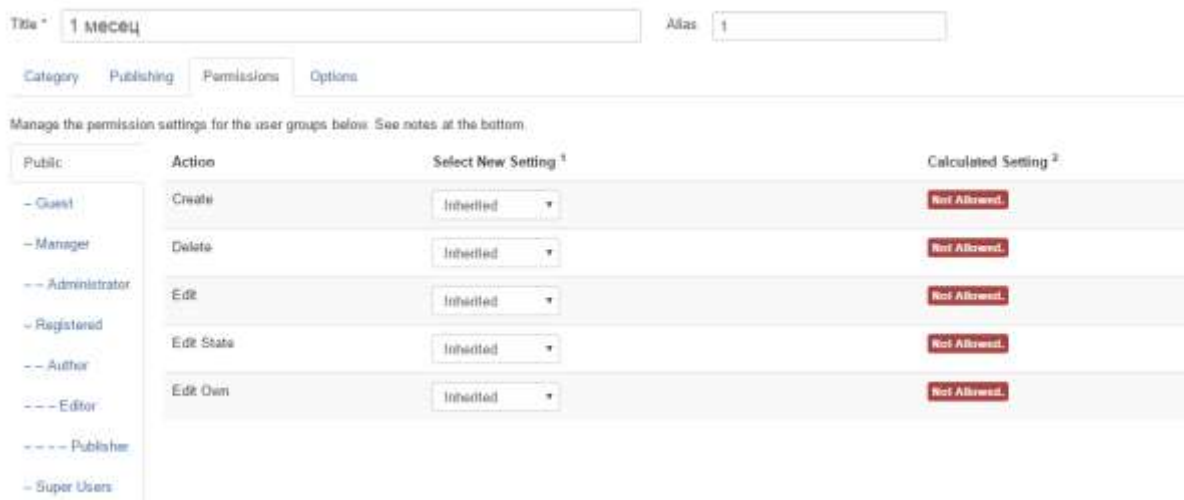 Title * 1 месец Alias 1
Category Publishing Permissions Options
Manage the permission settings for the user groups below. See notes at the bottom.
Public Action Select New Setting 1 Calculated Setting 2
– Guest Create Inherited Not Allowed.
– Manager Delete Inherited Not Allowed.
– – Administrator Edit Inherited Not Allowed.
– Registered Edit State Inherited Not Allowed.
– – Author Edit Own Inherited Not Allowed.
– – – Editor
– – – – Publisher
– Super Users